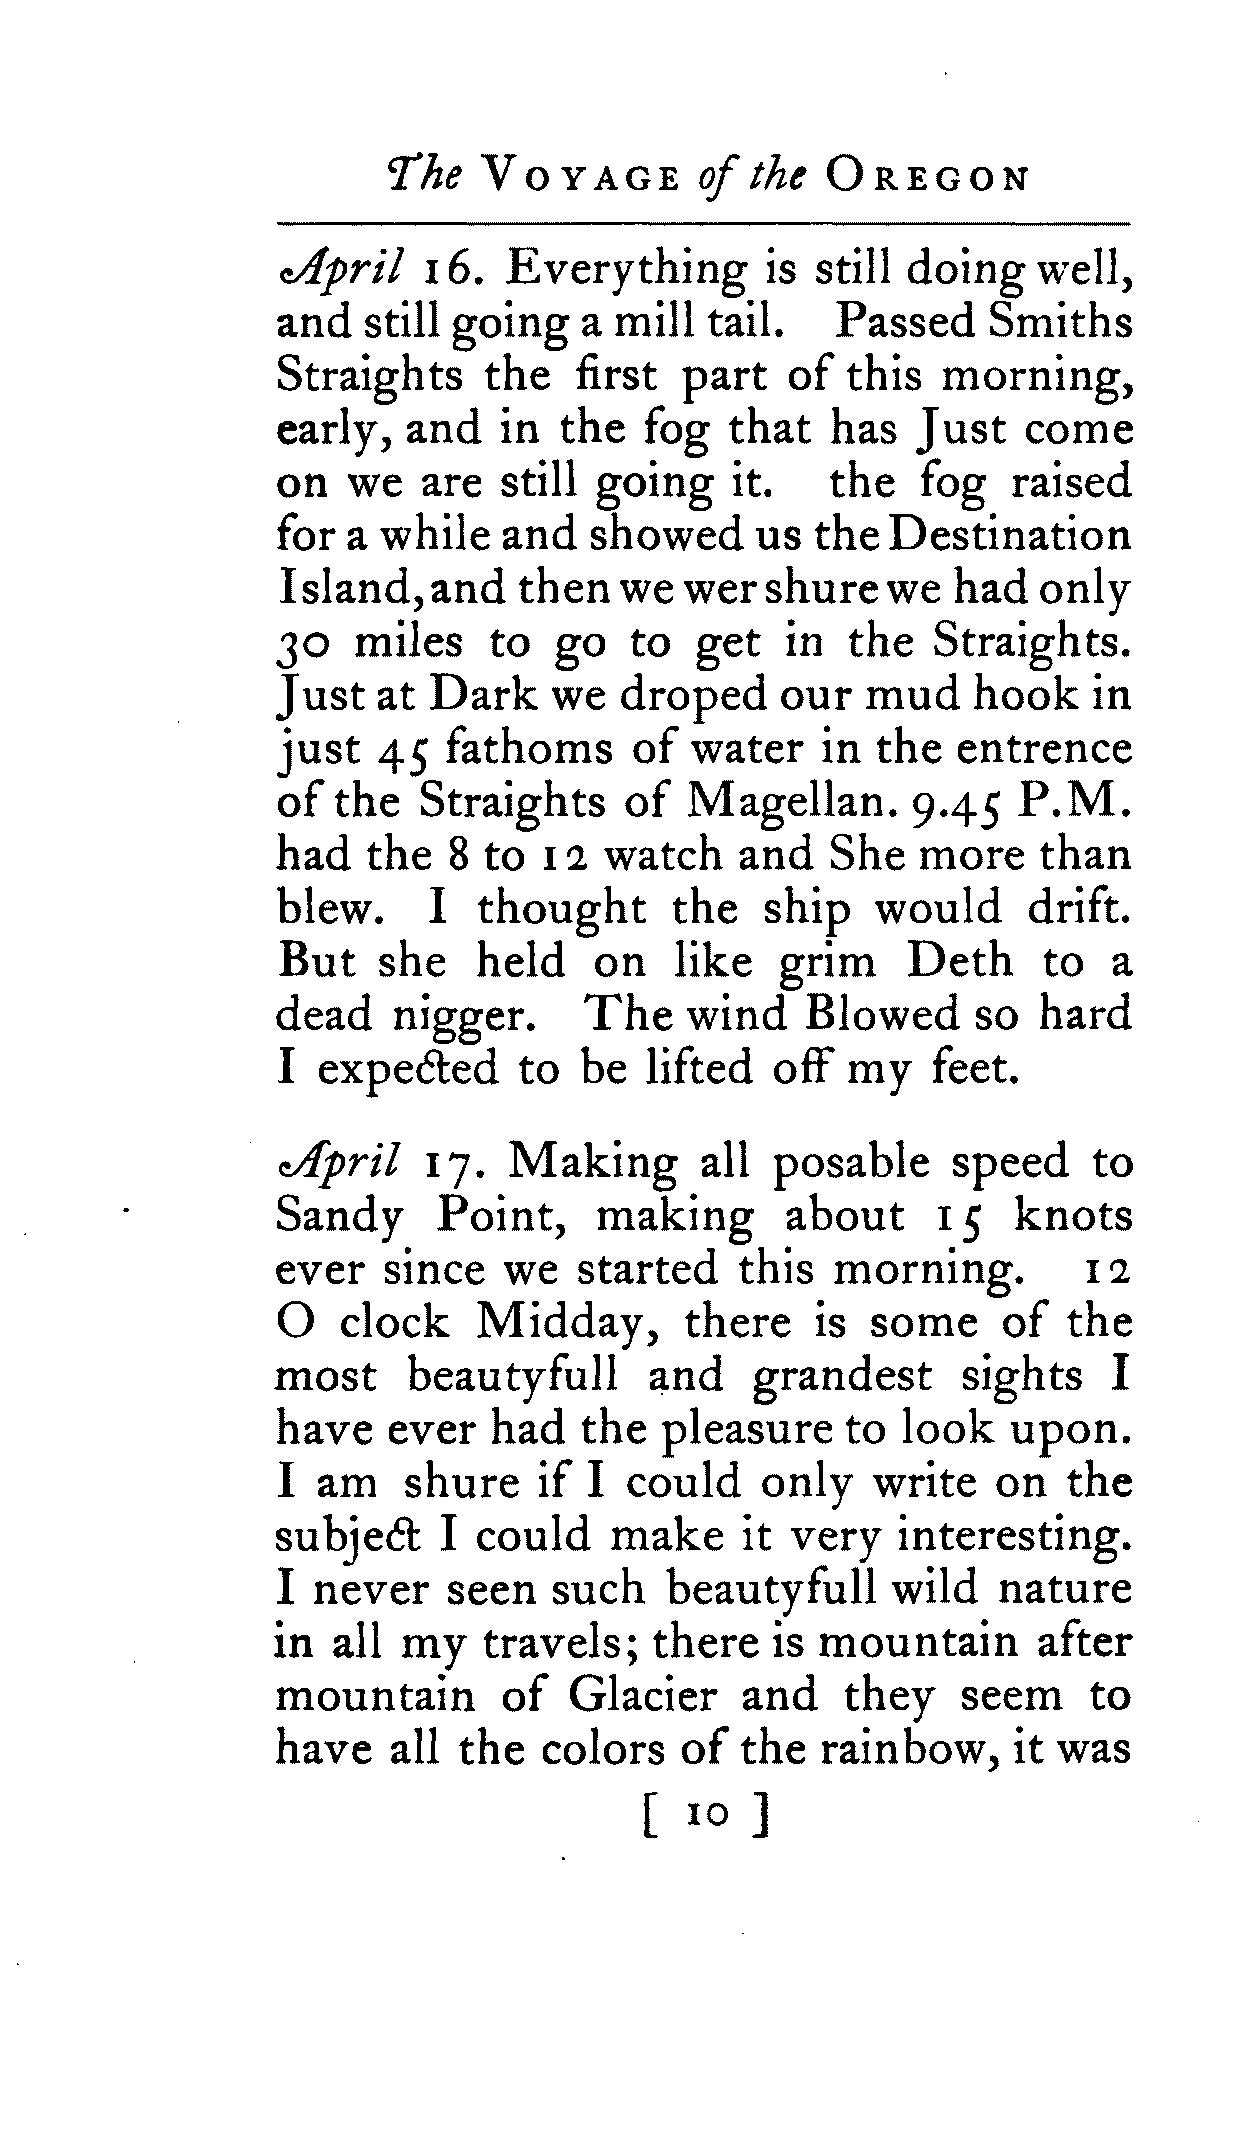 The VOYAGE of the OREGON
April 16. Everything is still doing well,
and still going a mill tail. Passed Smiths
Straights the first part of this morning,
early, and in the fog that has Just come
on we are still going it. the fog raised
for a while and showed us the Destination
Island, and then we wer shure we had only
30 miles to go to get in the Straights.
Just at Dark we droped our mud hook in
just 45 fathoms of water in the entrence
of the Straights of Magellan. 9.45 P.M.
had the 8 to 12 watch and She more than
blew. I thought the ship would drift.
But she held on like grim Deth to a
dead nigger. The wind Blowed so hard
I expected to be lifted off my feet.
April 17. Making all posable speed to
Sandy Point, making about 15 knots
ever since we started this morning. 12
O clock Midday, there is some of the
most beautyfull and grandest sights I
have ever had the pleasure to look upon.
I am shure if I could only write on the
subject I could make it very interesting.
I never seen such beautyfull wild nature
in all my travels; there is mountain after
mountain of Glacier and they seem to
have all the colors of the rainbow, it was
[ 10 ]